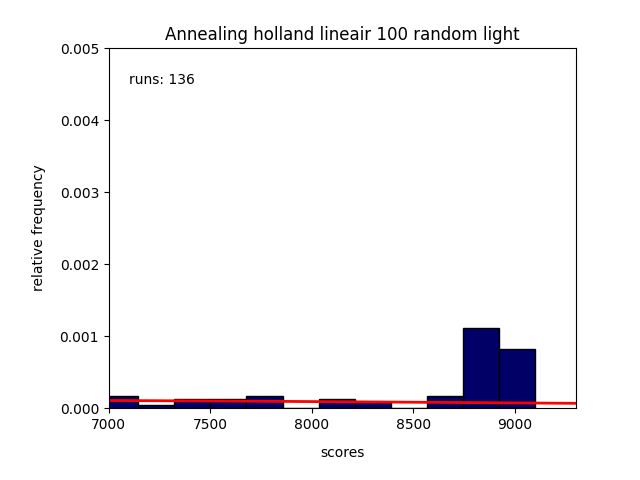 Annealing holland lineair 100 random light
runs: 136
relative frequency
0.005
0.004
0.003
0.002
0.001
0.000
7000 7500 8000 8500 9000
scores